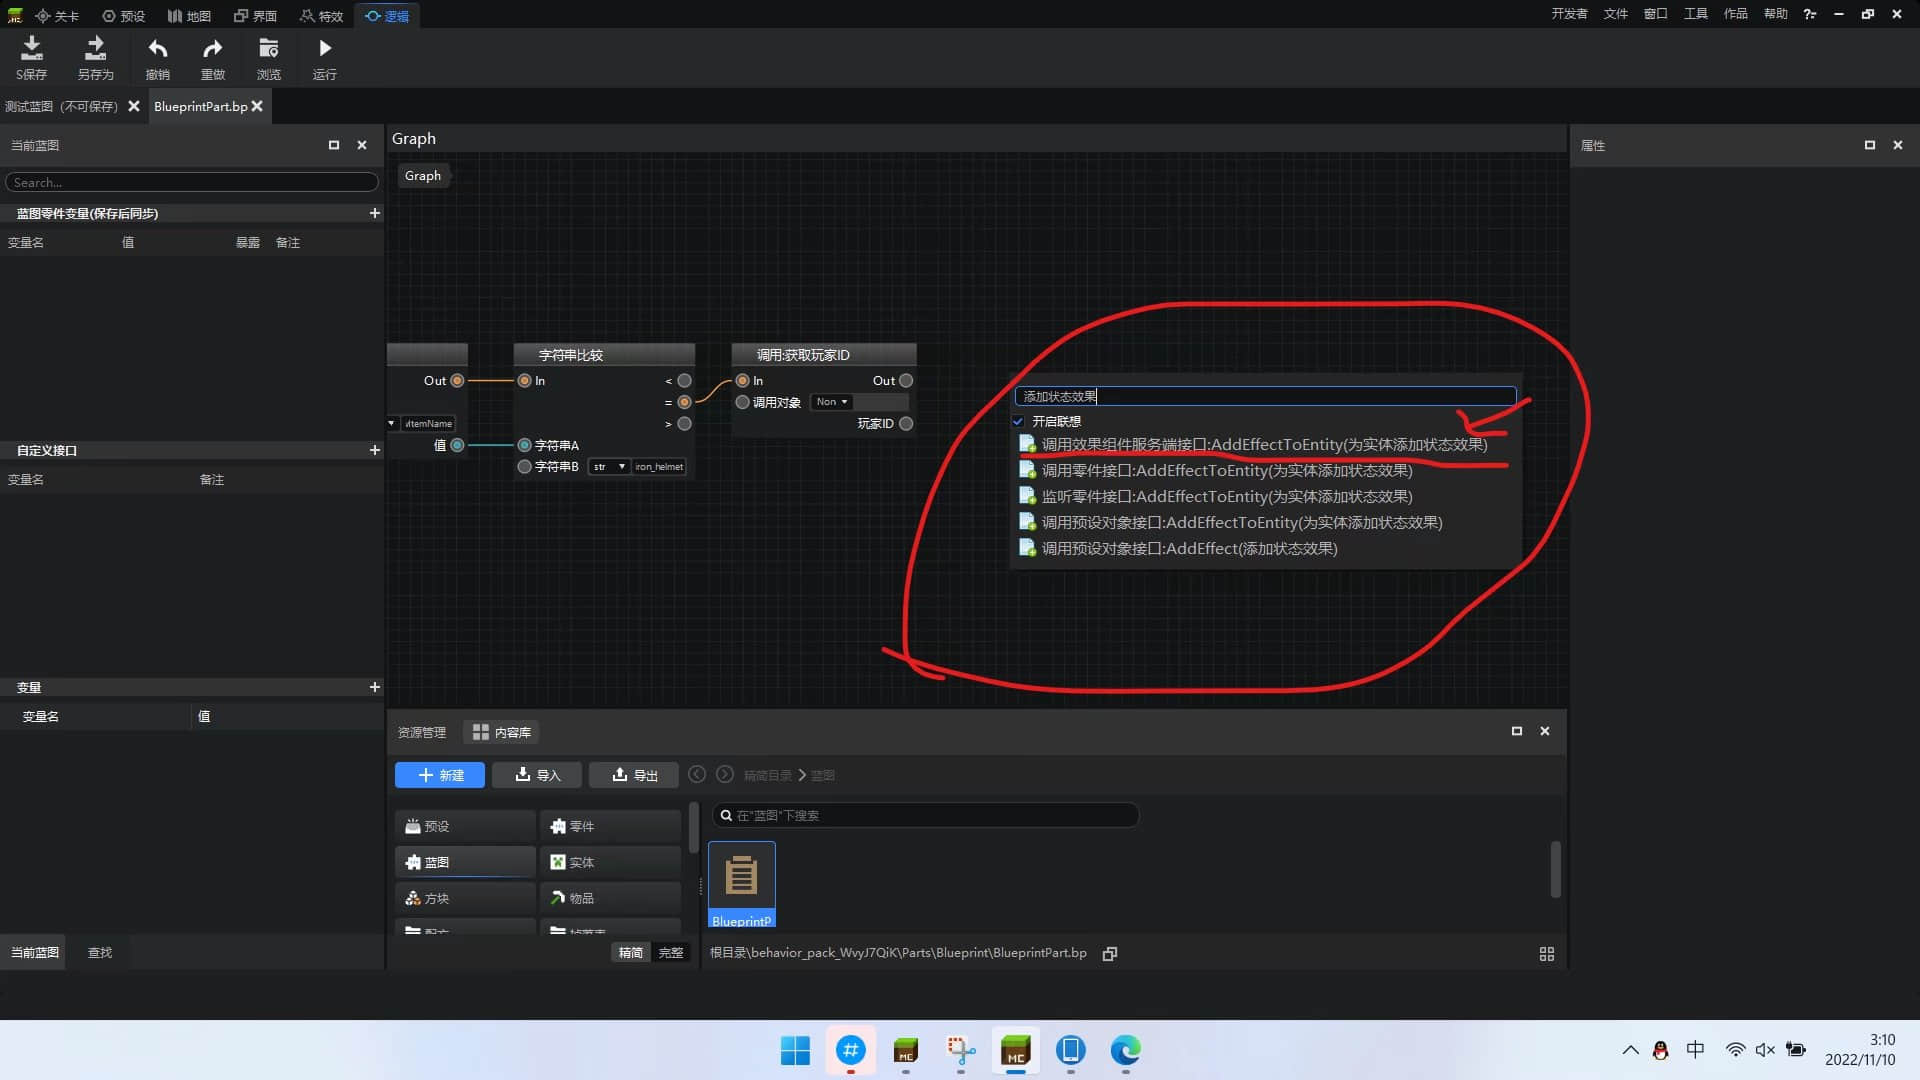 关卡
预设
地图
界面
特效
逻辑
开发者
文件
窗口
工具
作品
帮助
S保存
另存为
撤销
重做
浏览
运行
测试蓝图（不可保存）
BlueprintPart.bp
当前蓝图
Search...
蓝图零件变量(保存后同步)
变量名
值
暴露
备注
自定义接口
变量名
备注
变量
变量名
值
当前蓝图
查找
Graph
Graph
Out
值
字符串比较
In
<
=
>
字符串A
字符串B
str
iron_helmet
调用:获取玩家ID
In
Out
调用对象
Non
玩家ID
添加状态效果
开启联想
调用效果组件服务端接口:AddEffectToEntity(为实体添加状态效果)
调用零件接口:AddEffectToEntity(为实体添加状态效果)
监听零件接口:AddEffectToEntity(为实体添加状态效果)
调用预设对象接口:AddEffectToEntity(为实体添加状态效果)
调用预设对象接口:AddEffect(添加状态效果)
属性
资源管理
内容库
新建
导入
导出
精简目录
蓝图
预设
零件
蓝图
实体
方块
物品
精简
完整
在"蓝图"下搜索
BlueprintP
根目录\behavior_pack_WvyJ7QiK\Parts\Blueprint\BlueprintPart.bp
MC
MC
中
3:10
2022/11/10